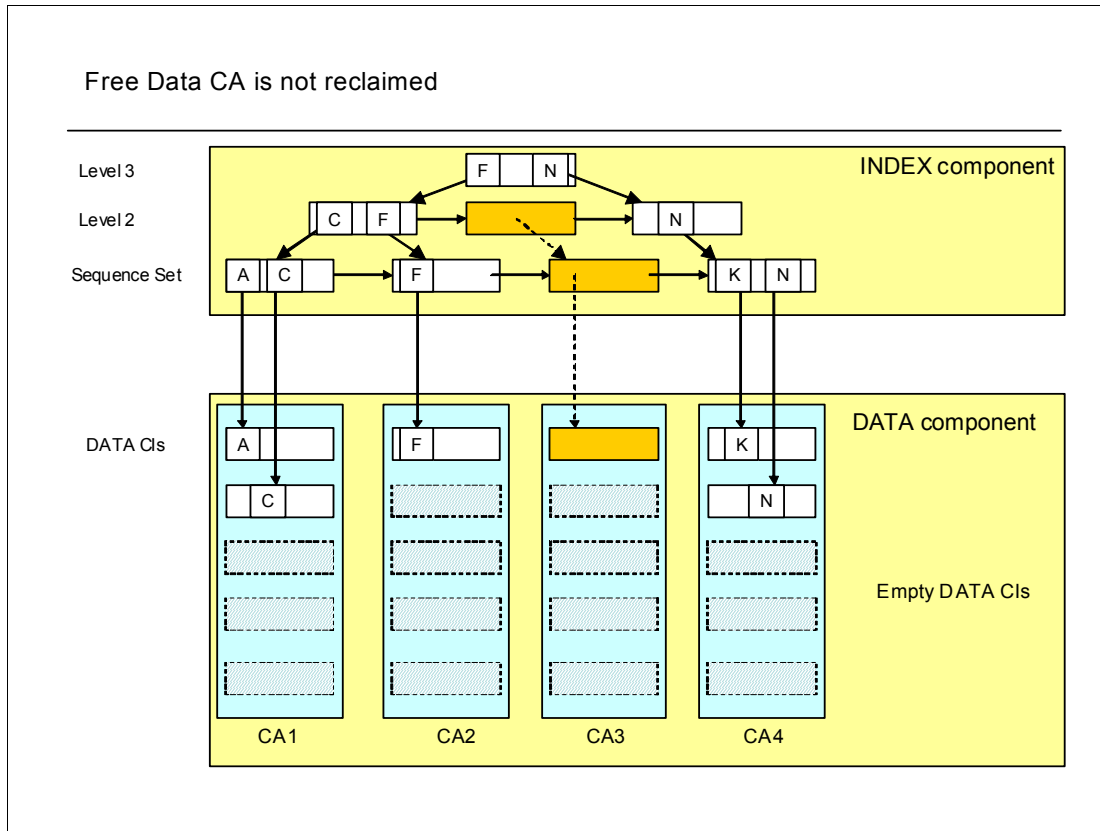 Free Data CA is not reclaimed
INDEX component
Level 3
F N
Level 2
C F N
Sequence Set
A C F K N
DATA component
DATA CIs
A F K
C N
Empty DATA CIs
CA1 CA2 CA3 CA4